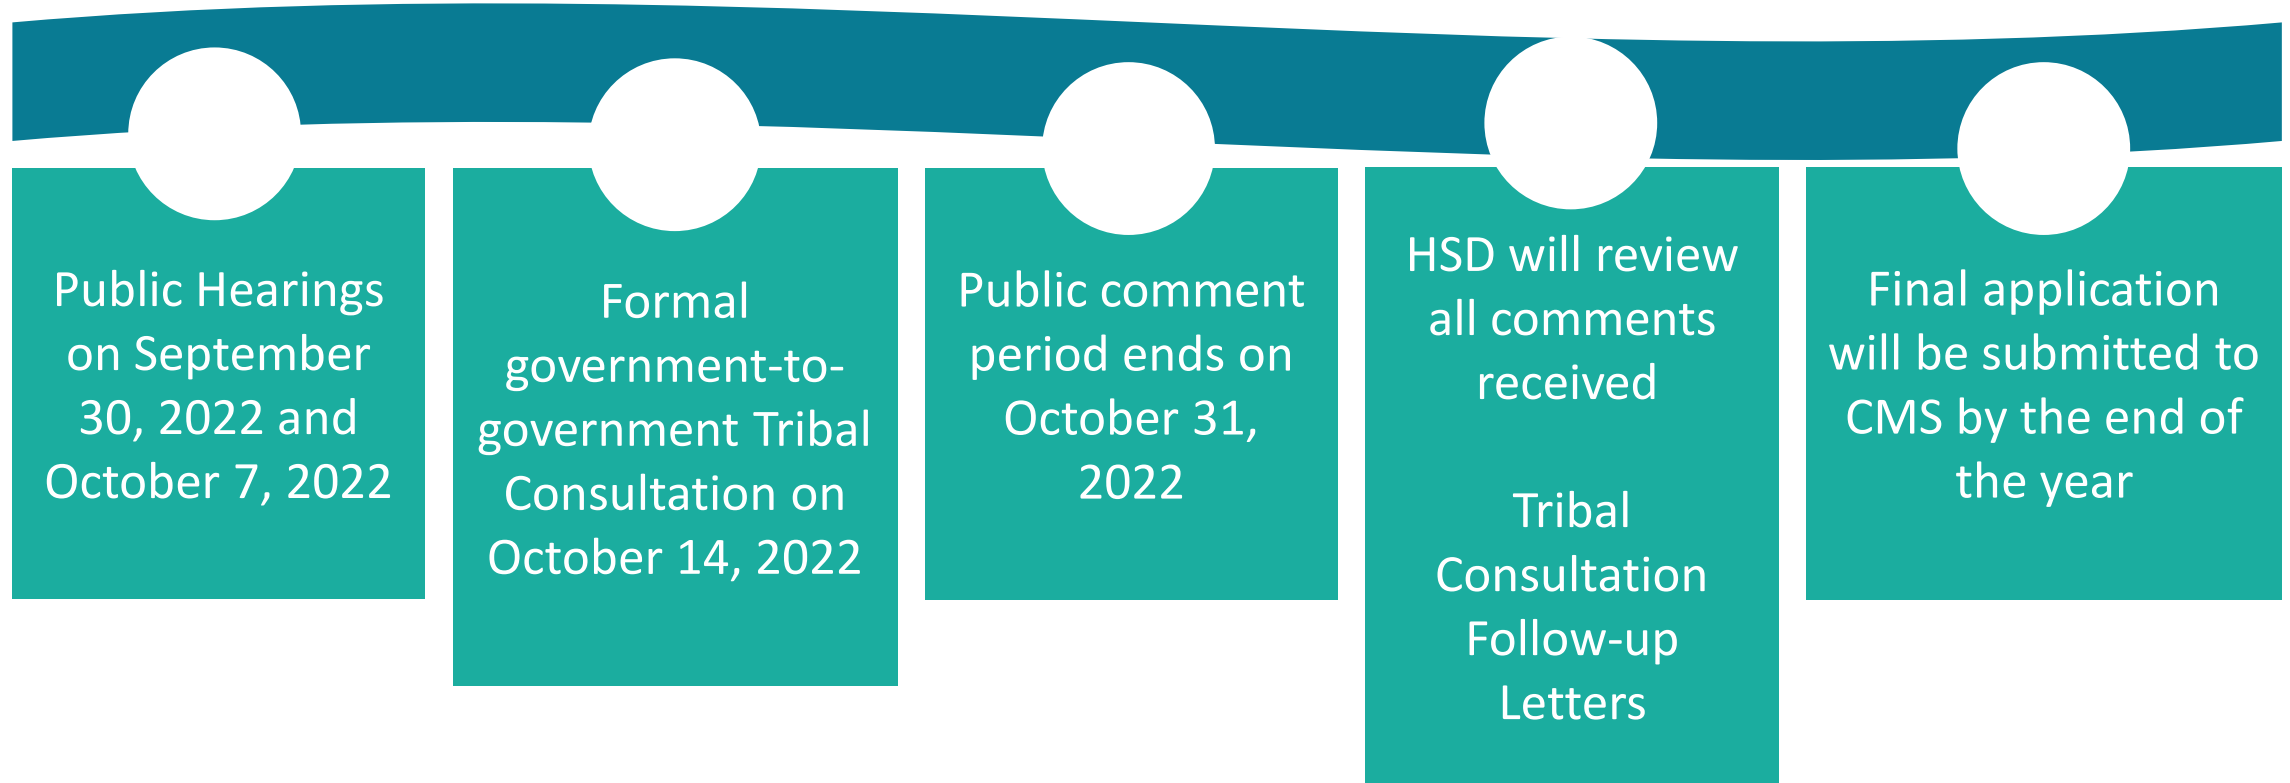 Public Hearings
on September
30, 2022 and
October 7, 2022
Formal
government-to-
government Tribal
Consultation on
October 14, 2022
Public comment
period ends on
October 31,
2022
HSD will review
all comments
received
Tribal
Consultation
Follow-up
Letters
Final application
will be submitted to
CMS by the end of
the year